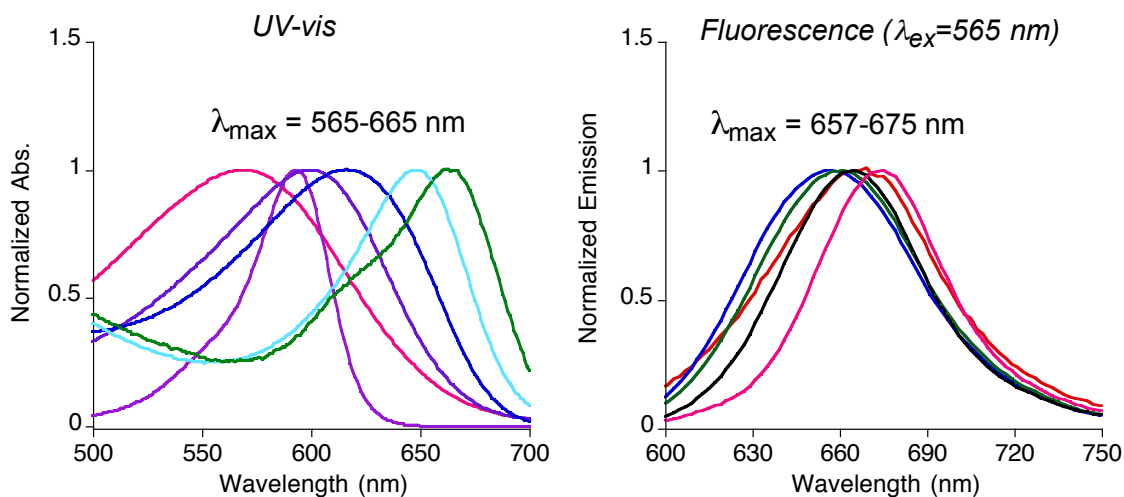 UV-vis
1.5
λmax = 565-665 nm
1
0.5
0
Normalized Abs.
500 550 600 650 700
Wavelength (nm)
Fluorescence (λex=565 nm)
1.5
λmax = 657-675 nm
1
0.5
0
Normalized Emission
600 630 660 690 720 750
Wavelength (nm)